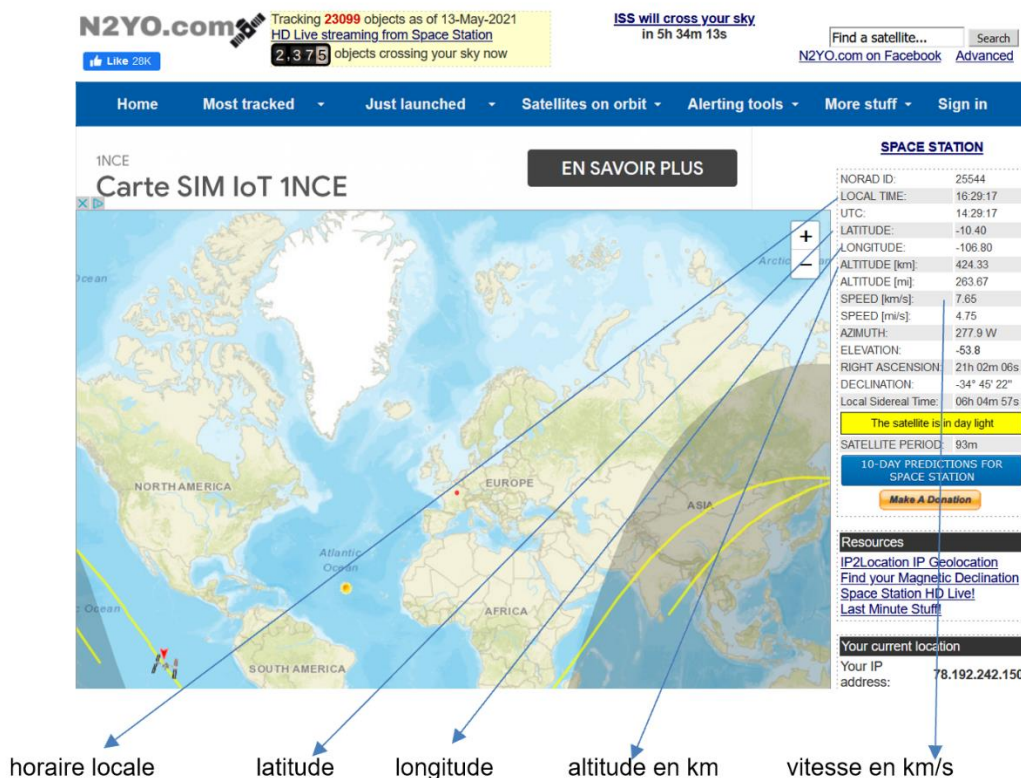 N2YO.com
Like 28K
Tracking 23099 objects as of 13-May-2021
HD Live streaming from Space Station
2,375 objects crossing your sky now
ISS will cross your sky
in 5h 34m 13s
Find a satellite... Search
N2YO.com on Facebook Advanced
Home Most tracked Just launched Satellites on orbit Alerting tools More stuff Sign in
1NCE
Carte SIM IoT 1NCE
EN SAVOIR PLUS
+
−
Ocean
Arctic
NORTH AMERICA
EUROPE
ASIA
Atlantic
Ocean
AFRICA
Ocean
SOUTH AMERICA
SPACE STATION
NORAD ID: 25544
LOCAL TIME: 16:29:17
UTC: 14:29:17
LATITUDE: -10.40
LONGITUDE: -106.80
ALTITUDE [km]: 424.33
ALTITUDE [mi]: 263.67
SPEED [km/s]: 7.65
SPEED [mi/s]: 4.75
AZIMUTH: 277.9 W
ELEVATION: -53.8
RIGHT ASCENSION: 21h 02m 06s
DECLINATION: -34° 45' 22"
Local Sidereal Time: 06h 04m 57s
The satellite is in day light
SATELLITE PERIOD: 93m
10-DAY PREDICTIONS FOR
SPACE STATION
Make A Donation
Resources
IP2Location IP Geolocation
Find your Magnetic Declination
Space Station HD Live!
Last Minute Stuff!
Your current location
Your IP
address: 78.192.242.150
horaire locale latitude longitude altitude en km vitesse en km/s